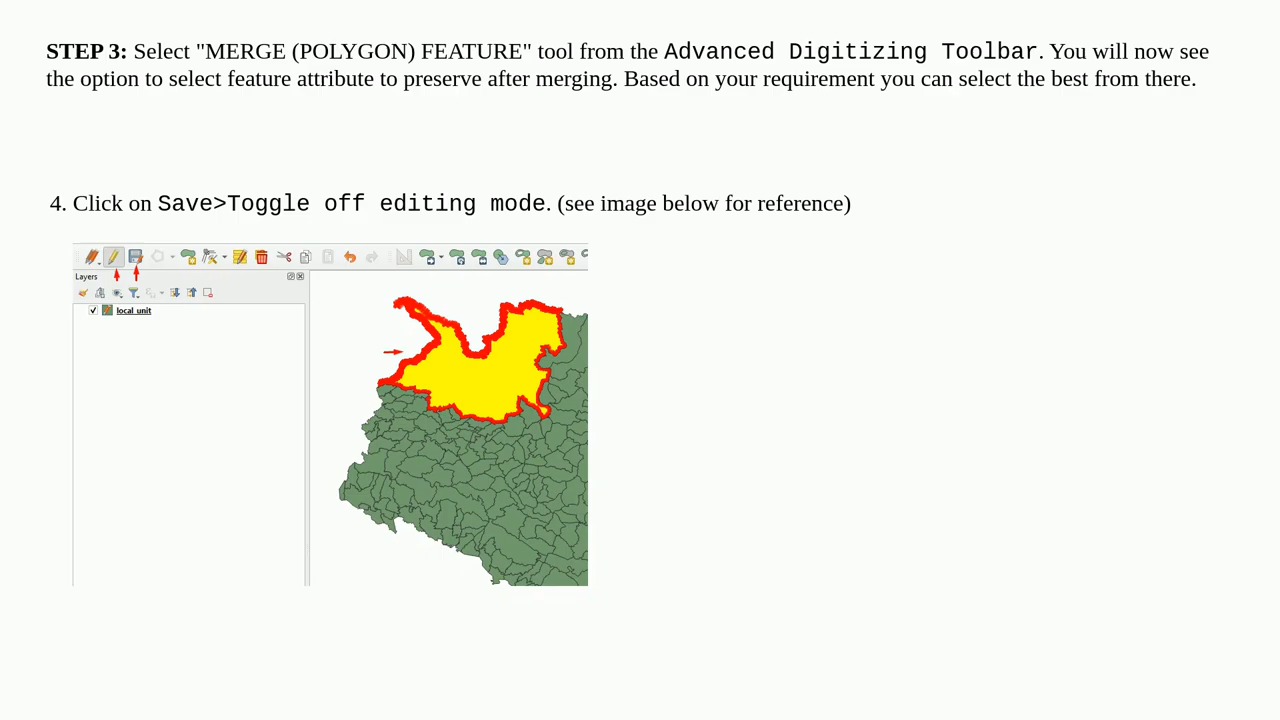 STEP 3: Select "MERGE (POLYGON) FEATURE" tool from the Advanced Digitizing Toolbar. You will now see
the option to select feature attribute to preserve after merging. Based on your requirement you can select the best from there.
4. Click on Save>Toggle off editing mode. (see image below for reference)
Layers
local_unit